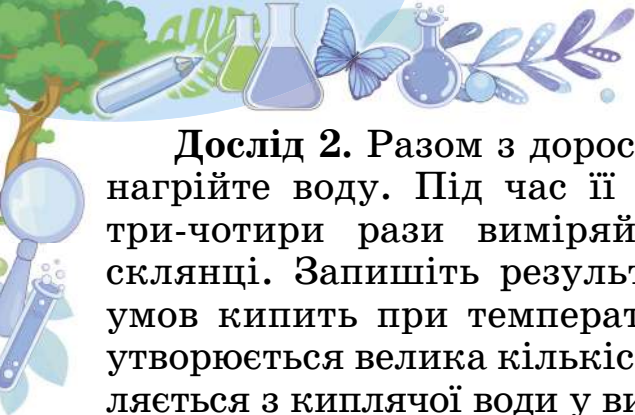 Дослід 2. Разом з дорос
нагрійте воду. Під час її
три-чотири рази виміряй
склянці. Запишіть результ
умов кипить при температ
утворюється велика кількіс
ляється з киплячої води у ви